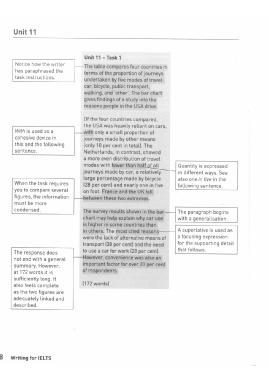 Unit 11
Unit 11 – Task 1
Notice how the writer
has paraphrased the
task instructions.
The table compares four countries in
terms of the proportion of journeys
undertaken by five modes of travel:
car, bicycle, public transport,
walking, and 'other'. The bar chart
gives findings of a study into the
reasons people in the USA drive.
With is used as a
cohesive device in
this and the following
sentence.
Of the four countries compared,
the USA was heavily reliant on cars,
with only a small proportion of
journeys made by other means
(only 10 per cent in total). The
Netherlands, in contrast, showed
a more even distribution of travel
modes with fewer than half of all
journeys made by car, a relatively
large percentage made by bicycle
(28 per cent) and nearly one in five
on foot. France and the UK fell
between these two extremes.
Quantity is expressed
in different ways. See
also one in five in the
following sentence.
When the task requires
you to compare several
figures, the information
must be more
condensed.
The survey results shown in the bar
chart may help explain why car use
is higher in some countries than
in others. The most cited reasons
were the lack of alternative means of
transport (38 per cent) and the need
to use a car for work (28 per cent).
However, convenience was also an
important factor for over 20 per cent
of respondents.
The paragraph begins
with a generalisation.
A superlative is used as
a focusing expression
for the supporting detail
that follows.
The response does
not end with a general
summary. However,
at 172 words it is
sufficiently long. It
also feels complete
as the two figures are
adequately linked and
described.
(172 words)
8 Writing for IELTS